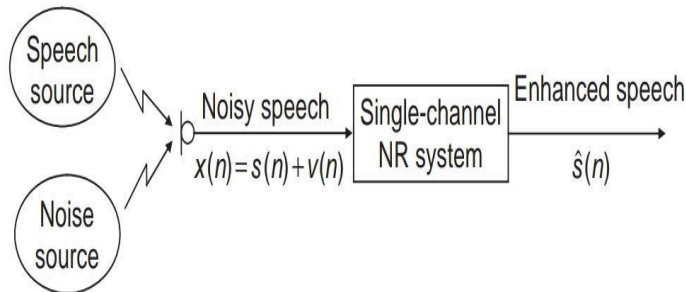 Speech
source
Noisy speech
x(n)=s(n)+v(n)
Single-channel
NR system
Enhanced speech
ŝ(n)
Noise
source